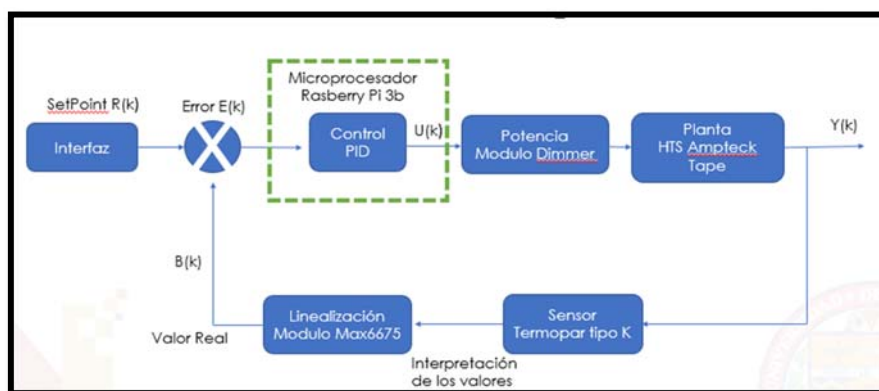 Microprocesador
Rasberry Pi 3b
SetPoint R(k)
Error E(k)
Interfaz
Control
PID
U(k)
Potencia
Modulo Dimmer
Planta
HTS Ampteck
Tape
Y(k)
B(k)
Valor Real
Linealización
Modulo Max6675
Interpretación
de los valores
Sensor
Termopar tipo K